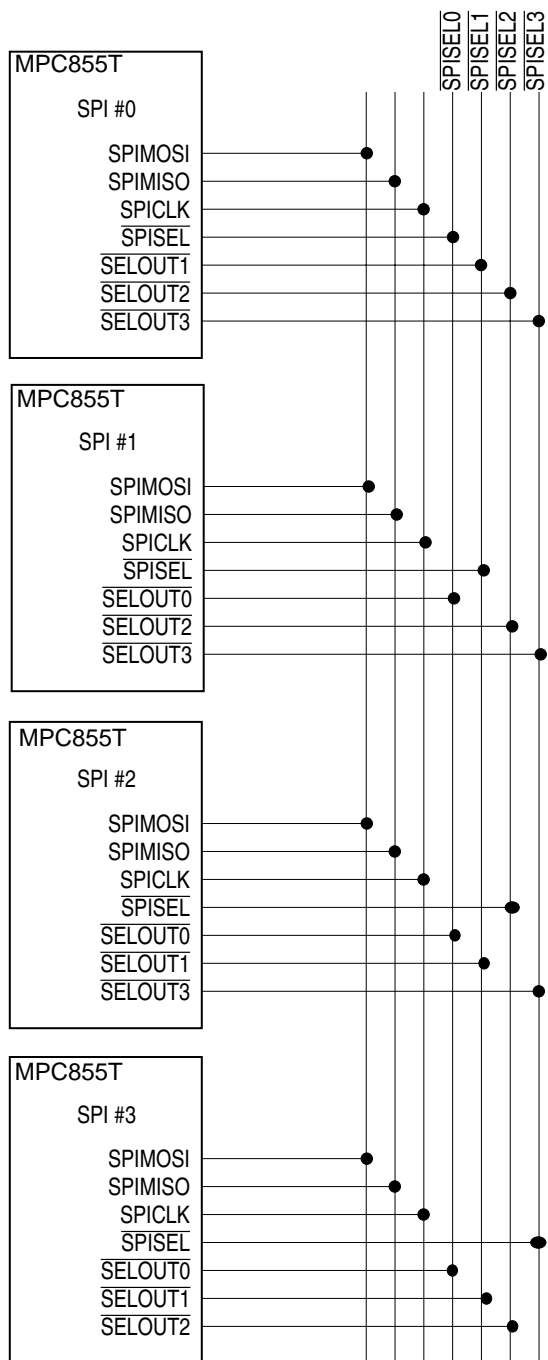 SPISEL0
SPISEL1
SPISEL2
SPISEL3
MPC855T
SPI #0
SPIMOSI
SPIMISO
SPICLK
SPISEL
SELOUT1
SELOUT2
SELOUT3
MPC855T
SPI #1
SPIMOSI
SPIMISO
SPICLK
SPISEL
SELOUT0
SELOUT2
SELOUT3
MPC855T
SPI #2
SPIMOSI
SPIMISO
SPICLK
SPISEL
SELOUT0
SELOUT1
SELOUT3
MPC855T
SPI #3
SPIMOSI
SPIMISO
SPICLK
SPISEL
SELOUT0
SELOUT1
SELOUT2